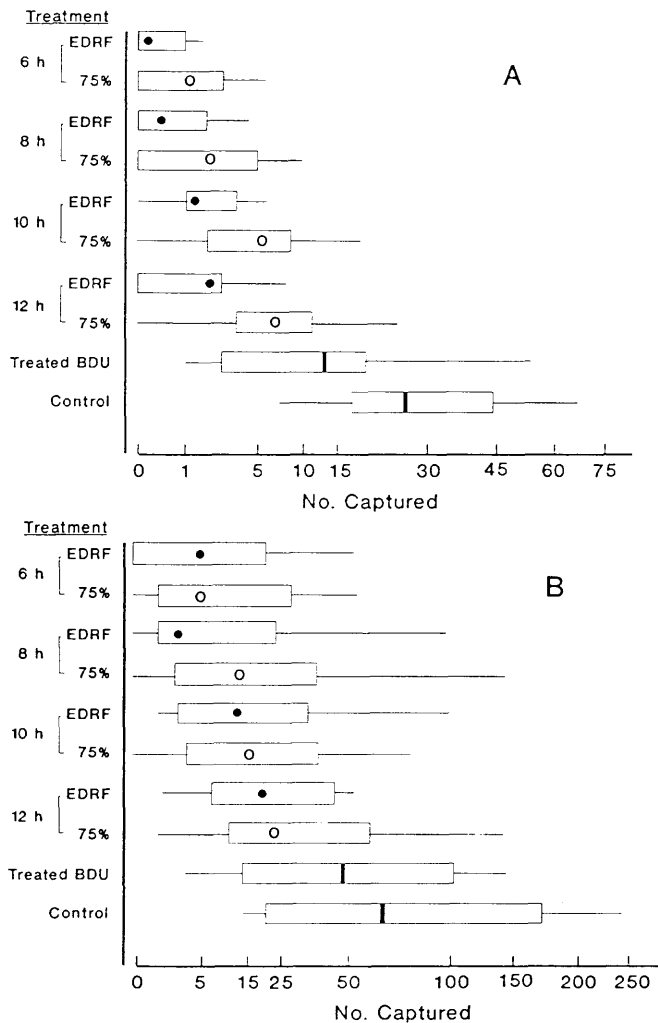 Treatment
A
6 h
EDRF
75%
8 h
EDRF
75%
10 h
EDRF
75%
12 h
EDRF
75%
Treated BDU
Control
0 1 5 10 15 30 45 60 75
No. Captured
Treatment
B
6 h
EDRF
75%
8 h
EDRF
75%
10 h
EDRF
75%
12 h
EDRF
75%
Treated BDU
Control
0 5 15 25 50 100 150 200 250
No. Captured